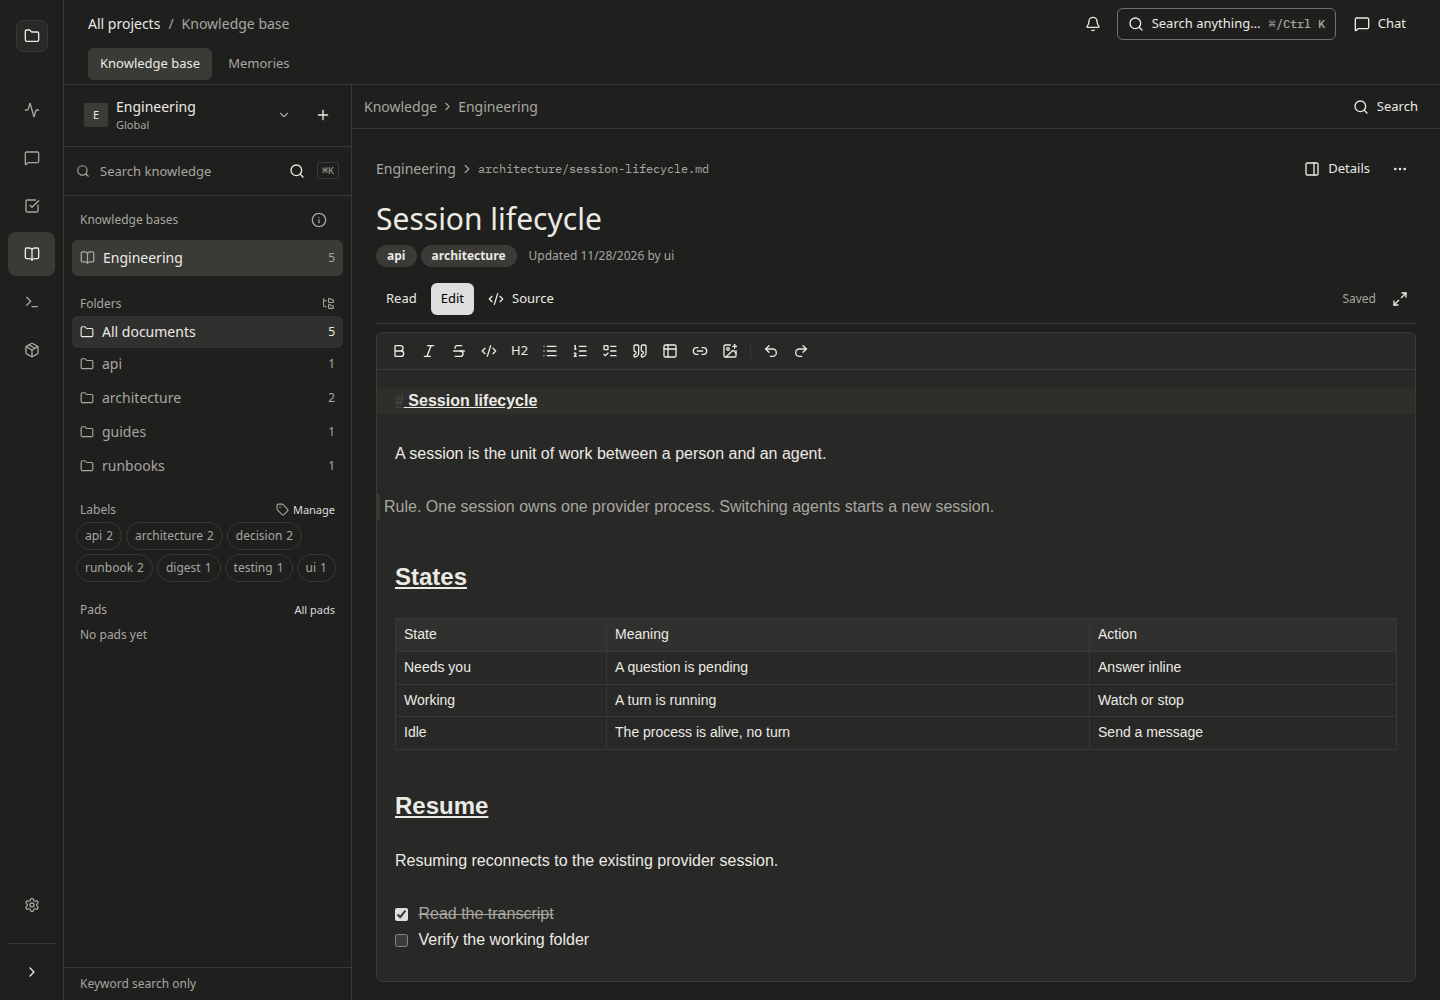 All projects / Knowledge base
Search anything... ⌘/Ctrl K
Chat
Knowledge base
Memories
E
Engineering
Global
Search knowledge
⌘K
Knowledge bases
Engineering 5
Folders
All documents 5
api 1
architecture 2
guides 1
runbooks 1
Labels
Manage
api 2
architecture 2
decision 2
runbook 2
digest 1
testing 1
ui 1
Pads
All pads
No pads yet
Keyword search only
Knowledge > Engineering
Search
Engineering > architecture/session-lifecycle.md
Details
Session lifecycle
api
architecture
Updated 11/28/2026 by ui
Read
Edit
Source
Saved
H2
# Session lifecycle
A session is the unit of work between a person and an agent.
Rule. One session owns one provider process. Switching agents starts a new session.
States
State Meaning Action
Needs you A question is pending Answer inline
Working A turn is running Watch or stop
Idle The process is alive, no turn Send a message
Resume
Resuming reconnects to the existing provider session.
Read the transcript
Verify the working folder